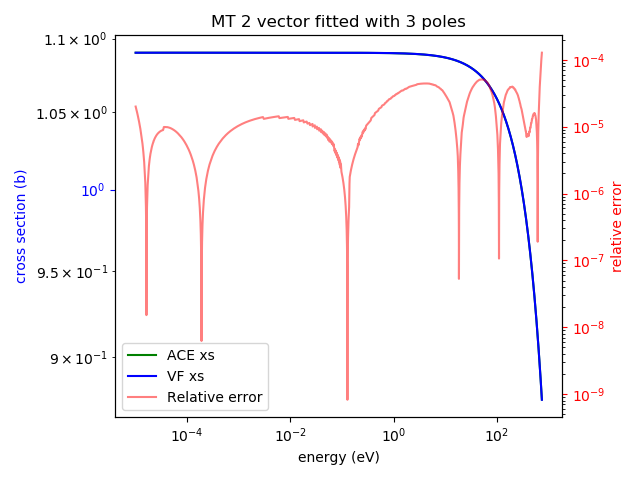 MT 2 vector fitted with 3 poles
1.1 × 10⁰
1.05 × 10⁰
10⁰
9.5 × 10⁻¹
9 × 10⁻¹
cross section (b)
10⁻⁴
10⁻⁵
10⁻⁶
10⁻⁷
10⁻⁸
10⁻⁹
relative error
ACE xs
VF xs
Relative error
10⁻⁴ 10⁻² 10⁰ 10²
energy (eV)